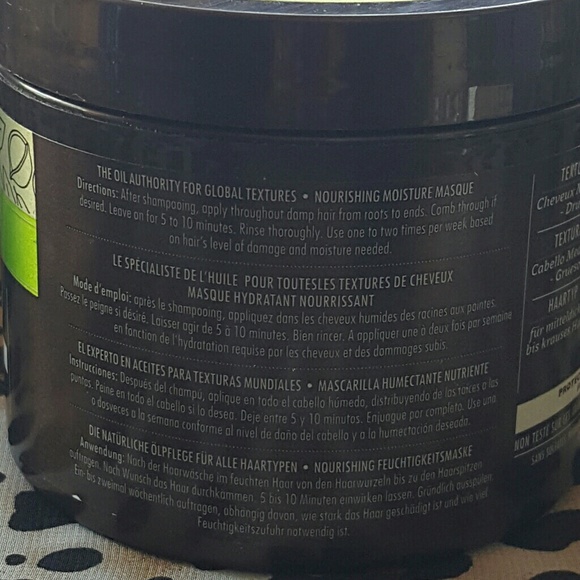 THE OIL AUTHORITY FOR GLOBAL TEXTURES • NOURISHING MOISTURE MASQUE
Directions: After shampooing, apply throughout damp hair from roots to ends. Comb through if
desired. Leave on for 5 to 10 minutes. Rinse thoroughly. Use one to two times per week based
on hair's level of damage and moisture needed.
LE SPÉCIALISTE DE L'HUILE POUR TOUTESLES TEXTURES DE CHEVEUX
MASQUE HYDRATANT NOURRISSANT
Mode d'emploi: après le shampooing, appliquez dans les cheveux humides des racines aux pointes.
Passez le peigne si désiré. Laisser agir de 5 à 10 minutes. Bien rincer. A appliquer une à deux fois par semaine
en fonction de l'hydratation requise par les cheveux et des dommages subis.
EL EXPERTO EN ACEITES PARA TEXTURAS MUNDIALES • MASCARILLA HUMECTANTE NUTRIENTE
Instrucciones: Después del champú, aplique en todo el cabello húmedo, distribuyendo de las raíces a las
puntas. Peine en todo el cabello si lo desea. Deje entre 5 y 10 minutos. Enjuague por completo. Use una
o dosveces a la semana conforme al nivel de daño del cabello y a la humectación deseada.
DIE NATÜRLICHE ÖLPFLEGE FÜR ALLE HAARTYPEN • NOURISHING FEUCHTIGKEITSMASKE
Anwendung: Nach der Haarwäsche im feuchten Haar von den Haarwurzeln bis zu den Haarspitzen
auftragen. Nach Wunsch das Haar durchkämmen. 5 bis 10 Minuten einwirken lassen. Gründlich ausspülen.
Ein- bis zweimal wöchentlich auftragen, abhängig davon, wie stark das Haar geschädigt ist und wie viel
Feuchtigkeitszufuhr notwendig ist.
Cheveux
TEXTUR
Cabello
HAARTYP
für mitteldi
bis krauses
NON TESTÉ SUR